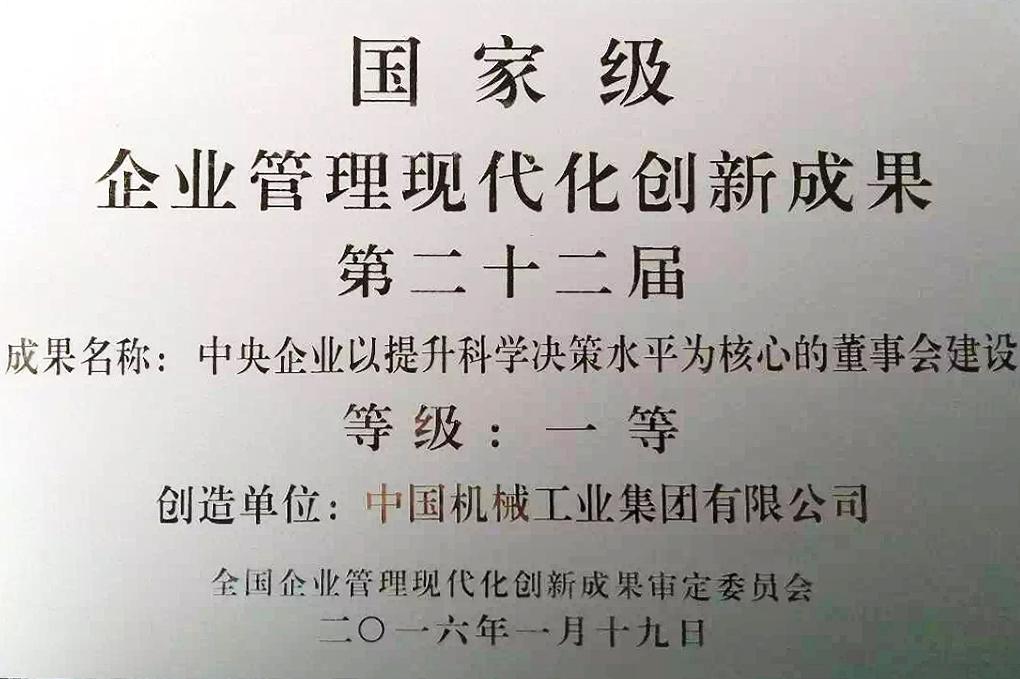 国家级
企业管理现代化创新成果
第二十二届
成果名称：中央企业以提升科学决策水平为核心的董事会建设
等级：一等
创造单位：中国机械工业集团有限公司
全国企业管理现代化创新成果审定委员会
二〇一六年一月十九日